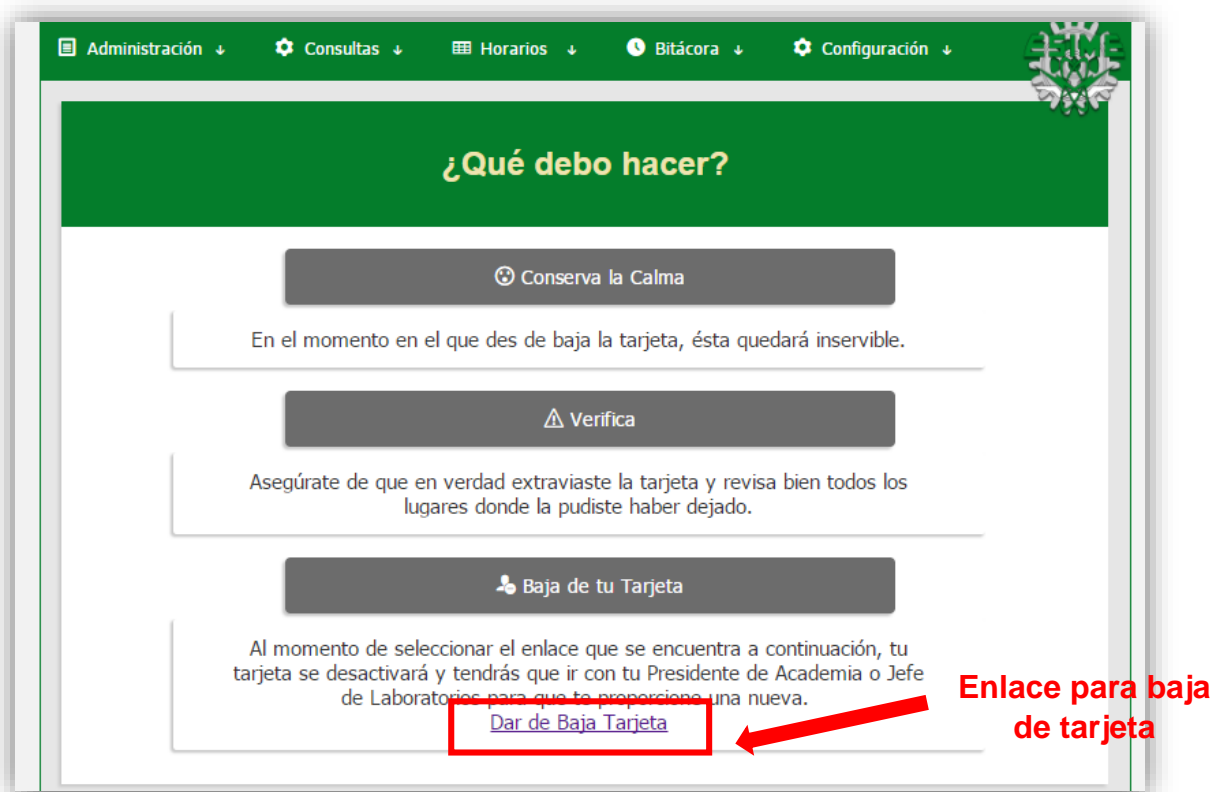 Administración ↓ Consultas ↓ Horarios ↓ Bitácora ↓ Configuración ↓
¿Qué debo hacer?
Conserva la Calma
En el momento en el que des de baja la tarjeta, ésta quedará inservible.
Verifica
Asegúrate de que en verdad extraviaste la tarjeta y revisa bien todos los
lugares donde la pudiste haber dejado.
Baja de tu Tarjeta
Al momento de seleccionar el enlace que se encuentra a continuación, tu
tarjeta se desactivará y tendrás que ir con tu Presidente de Academia o Jefe
de Laboratorios para que te proporcione una nueva.
Dar de Baja Tarjeta
Enlace para baja
de tarjeta